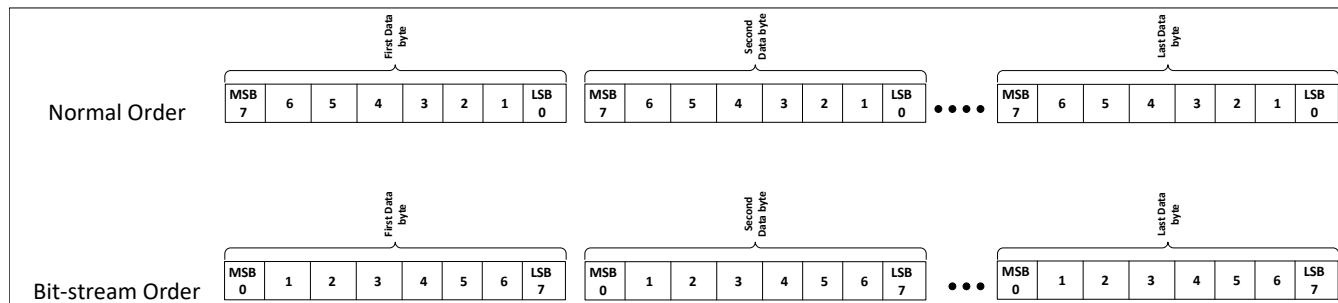 First Data
byte
Second
Data byte
Last Data
byte
Normal Order
MSB 7 6 5 4 3 2 1 LSB 0
MSB 7 6 5 4 3 2 1 LSB 0
MSB 7 6 5 4 3 2 1 LSB 0
First Data
byte
Second
Data byte
Last Data
byte
Bit-stream Order
MSB 0 1 2 3 4 5 6 LSB 7
MSB 0 1 2 3 4 5 6 LSB 7
MSB 0 1 2 3 4 5 6 LSB 7